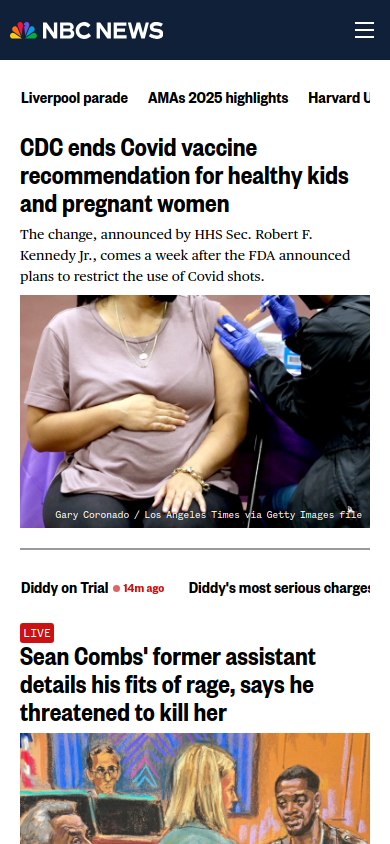 NBC NEWS
Liverpool parade AMAs 2025 highlights Harvard U
CDC ends Covid vaccine
recommendation for healthy kids
and pregnant women
The change, announced by HHS Sec. Robert F.
Kennedy Jr., comes a week after the FDA announced
plans to restrict the use of Covid shots.
Gary Coronado / Los Angeles Times via Getty Images file
Diddy on Trial 14m ago Diddy's most serious charges
LIVE
Sean Combs' former assistant
details his fits of rage, says he
threatened to kill her